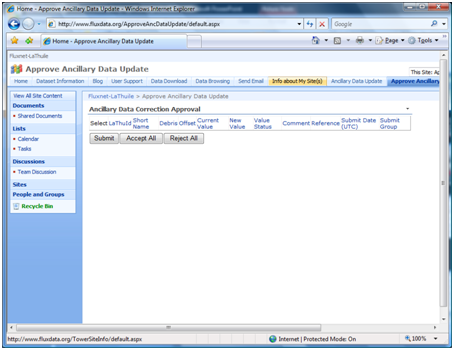 Home - Approve Ancillary Data Update - Windows Internet Explorer
http://www.fluxdata.org/ApproveAncDataUpdate/default.aspx
Google
Home - Approve Ancillary Data Update
Page
Tools
Fluxnet-LaThuile
Approve Ancillary Data Update
This Site: Ap
Home Dataset Information Blog User Support Data Download Data Browsing Send Email Info about My Site(s) Ancillary Data Update Approve Ancillary
View All Site Content
Documents
Shared Documents
Lists
Calendar
Tasks
Discussions
Team Discussion
Sites
People and Groups
Recycle Bin
Fluxnet-LaThuile > Approve Ancillary Data Update
Ancillary Data Correction Approval
Select LaThuId Short Name Debris Offset Current Value New Value Value Status Comment Reference Submit Date (UTC) Submit Group
Submit Accept All Reject All
http://www.fluxdata.org/TowerSiteInfo/default.aspx
Internet | Protected Mode: On
100%